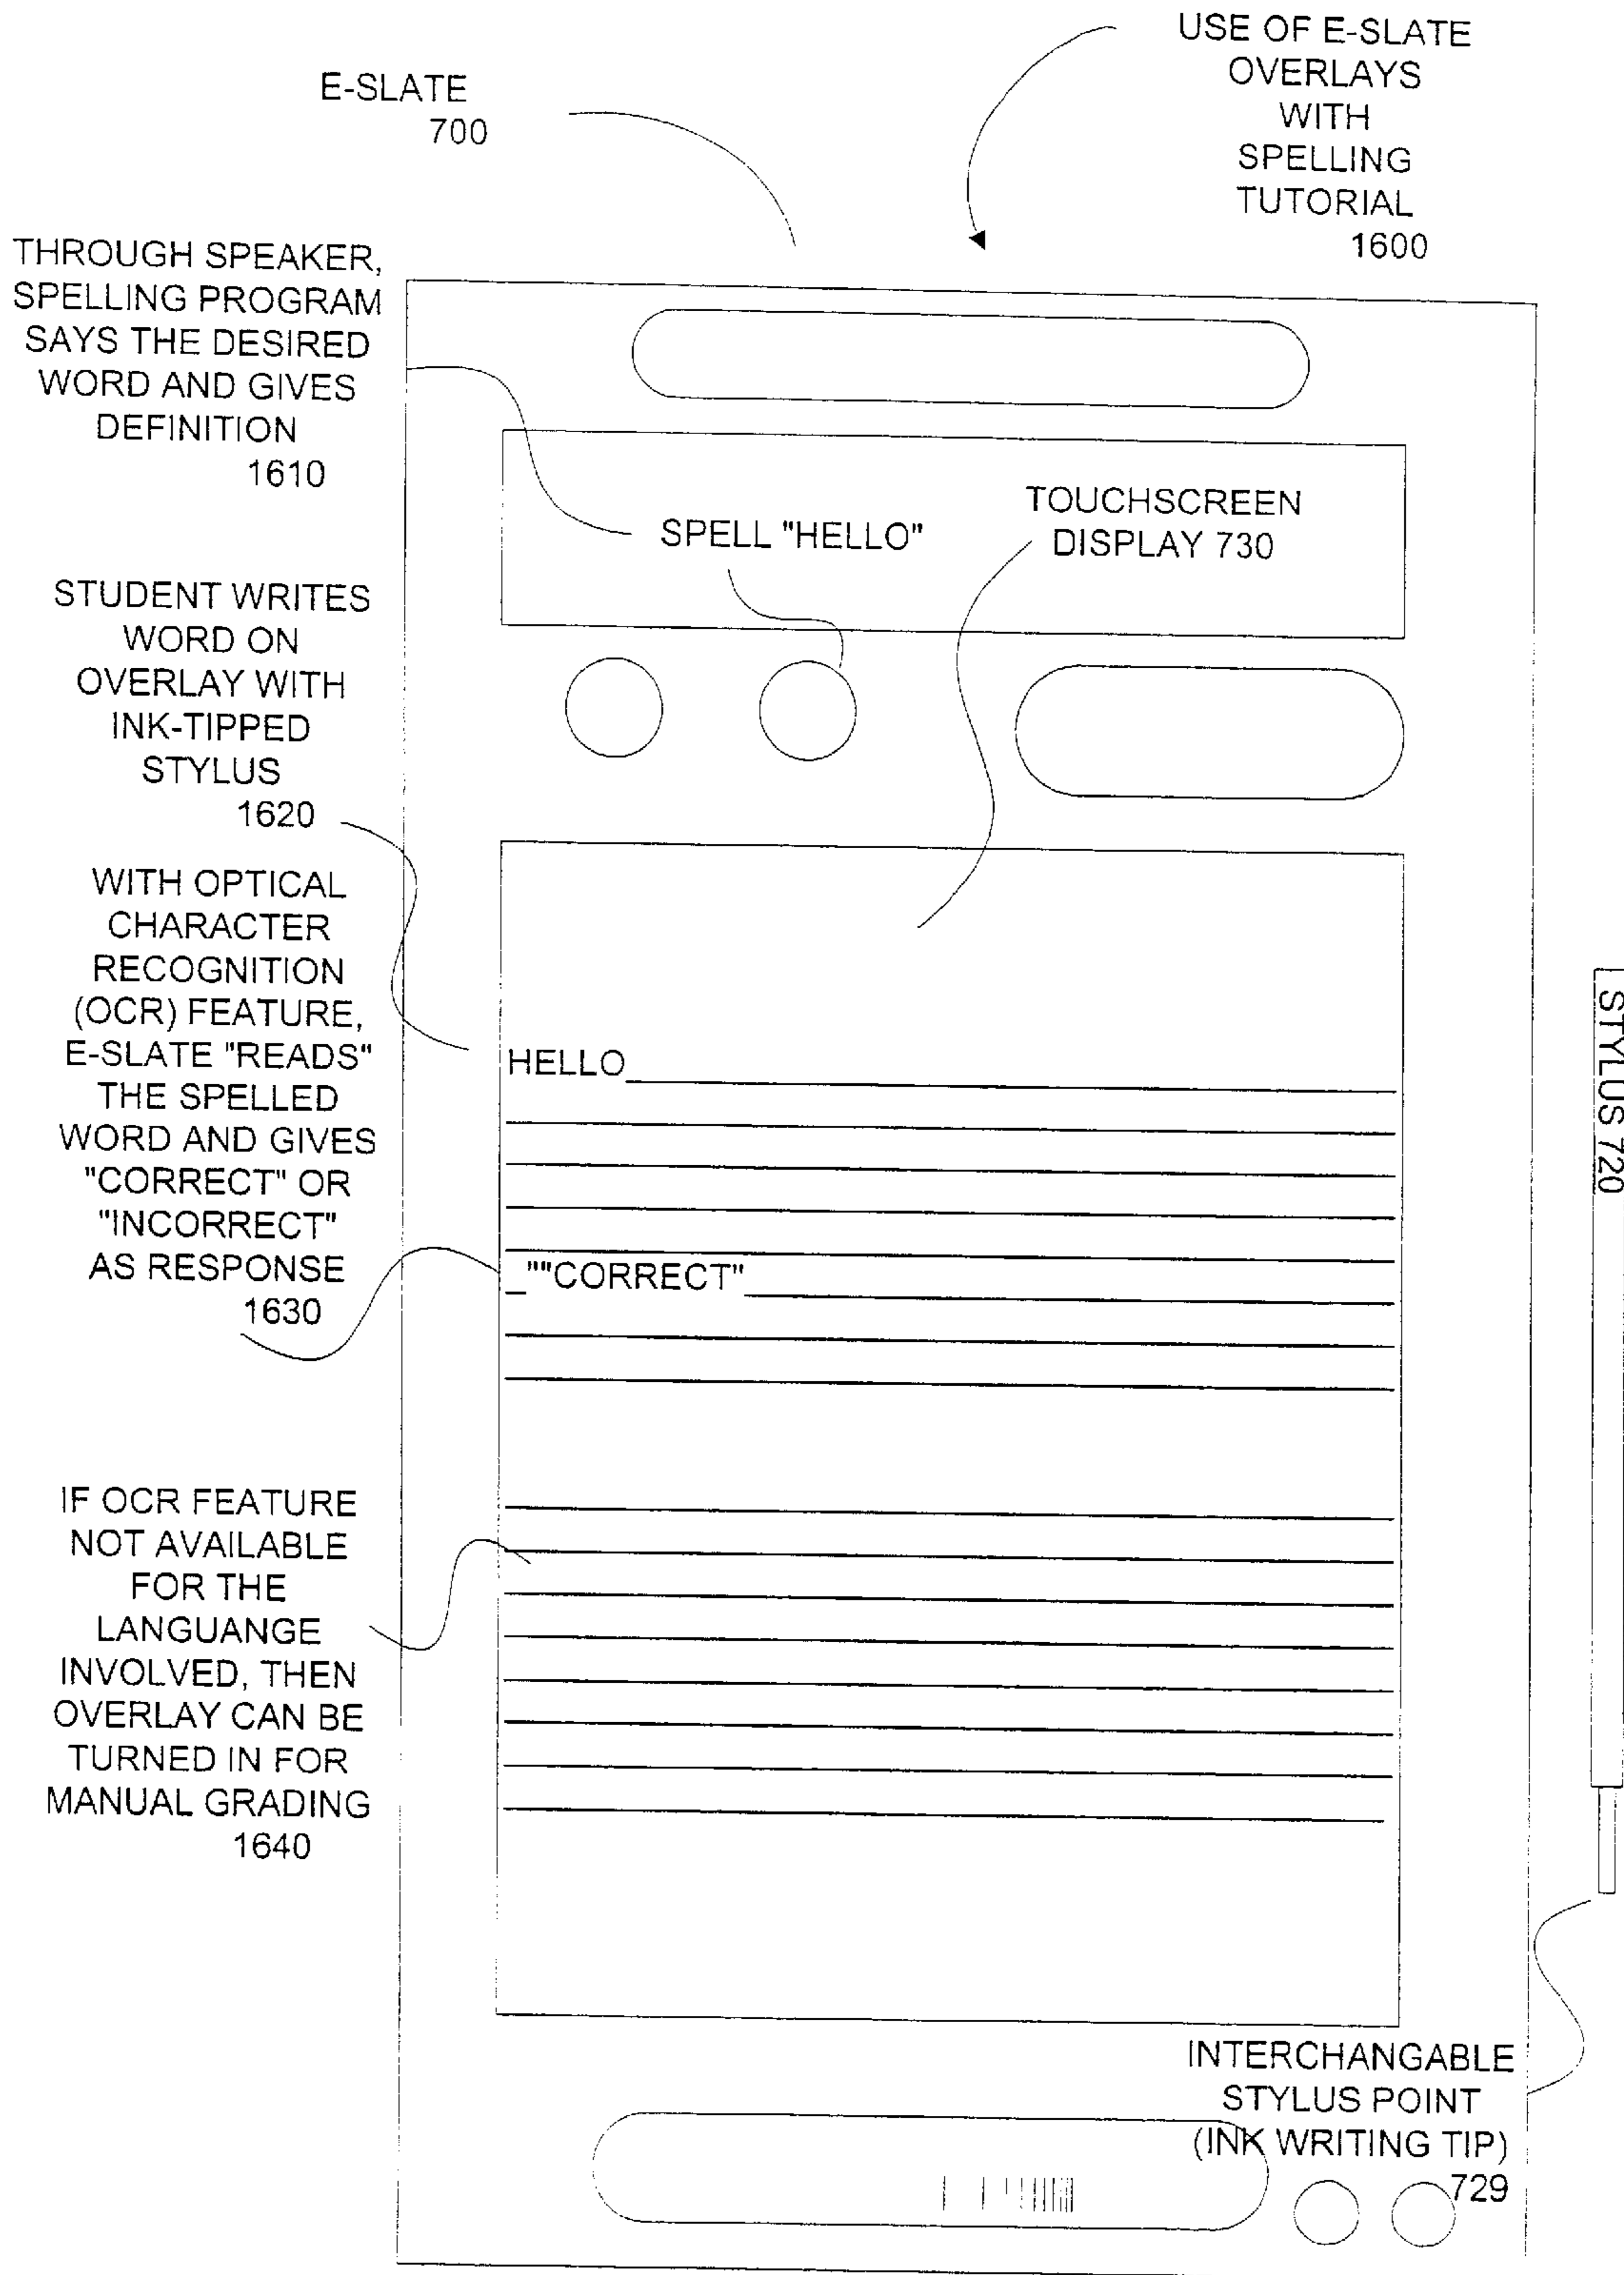 E-SLATE
700
USE OF E-SLATE
OVERLAYS
WITH
SPELLING
TUTORIAL
1600
THROUGH SPEAKER,
SPELLING PROGRAM
SAYS THE DESIRED
WORD AND GIVES
DEFINITION
1610
SPELL "HELLO"
TOUCHSCREEN
DISPLAY 730
STUDENT WRITES
WORD ON
OVERLAY WITH
INK-TIPPED
STYLUS
1620
WITH OPTICAL
CHARACTER
RECOGNITION
(OCR) FEATURE,
E-SLATE "READS"
THE SPELLED
WORD AND GIVES
"CORRECT" OR
"INCORRECT"
AS RESPONSE
1630
HELLO
_""CORRECT"
STYLUS 720
IF OCR FEATURE
NOT AVAILABLE
FOR THE
LANGUANGE
INVOLVED, THEN
OVERLAY CAN BE
TURNED IN FOR
MANUAL GRADING
1640
INTERCHANGABLE
STYLUS POINT
(INK WRITING TIP)
729